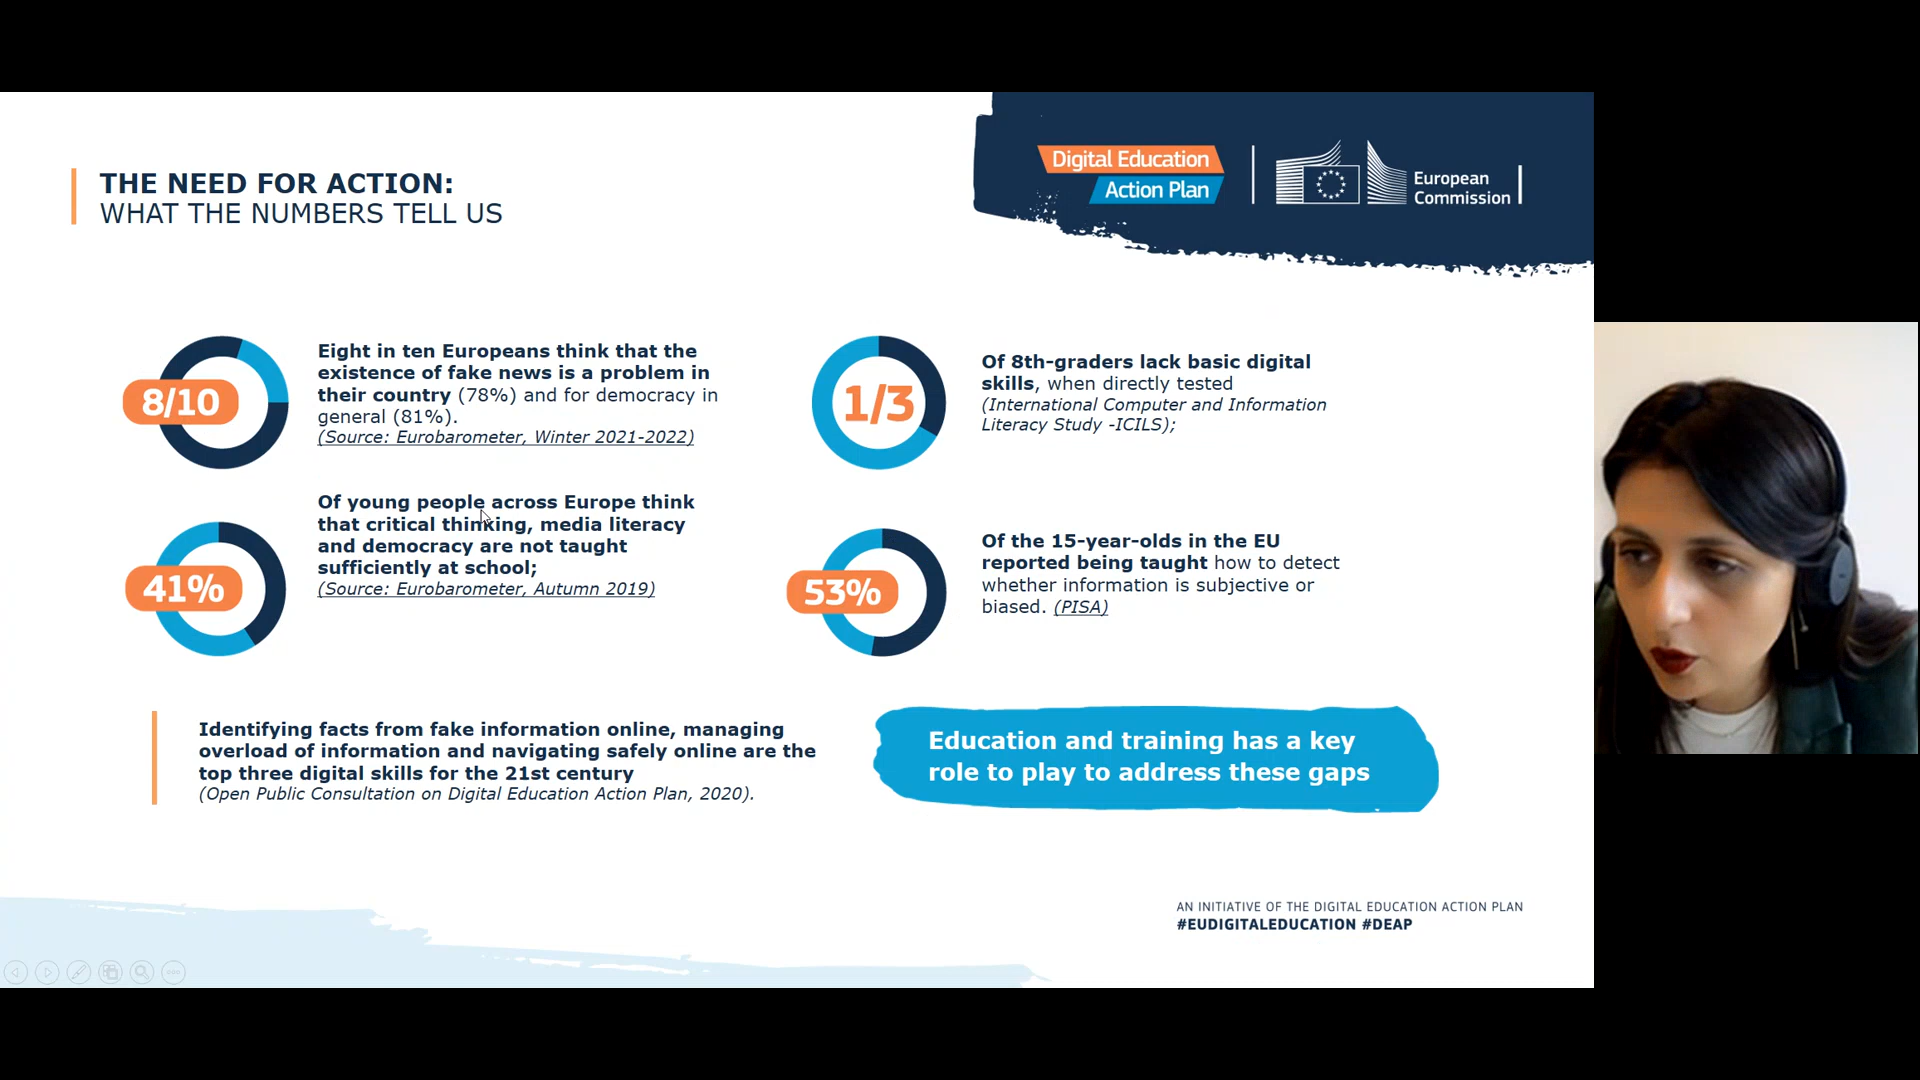 THE NEED FOR ACTION:
WHAT THE NUMBERS TELL US
Digital Education
Action Plan
European
Commission
8/10
Eight in ten Europeans think that the
existence of fake news is a problem in
their country (78%) and for democracy in
general (81%).
(Source: Eurobarometer, Winter 2021-2022)
1/3
Of 8th-graders lack basic digital
skills, when directly tested
(International Computer and Information
Literacy Study -ICILS);
41%
Of young people across Europe think
that critical thinking, media literacy
and democracy are not taught
sufficiently at school;
(Source: Eurobarometer, Autumn 2019)
53%
Of the 15-year-olds in the EU
reported being taught how to detect
whether information is subjective or
biased. (PISA)
Identifying facts from fake information online, managing
overload of information and navigating safely online are the
top three digital skills for the 21st century
(Open Public Consultation on Digital Education Action Plan, 2020).
Education and training has a key
role to play to address these gaps
AN INITIATIVE OF THE DIGITAL EDUCATION ACTION PLAN
#EUDIGITALEDUCATION #DEAP